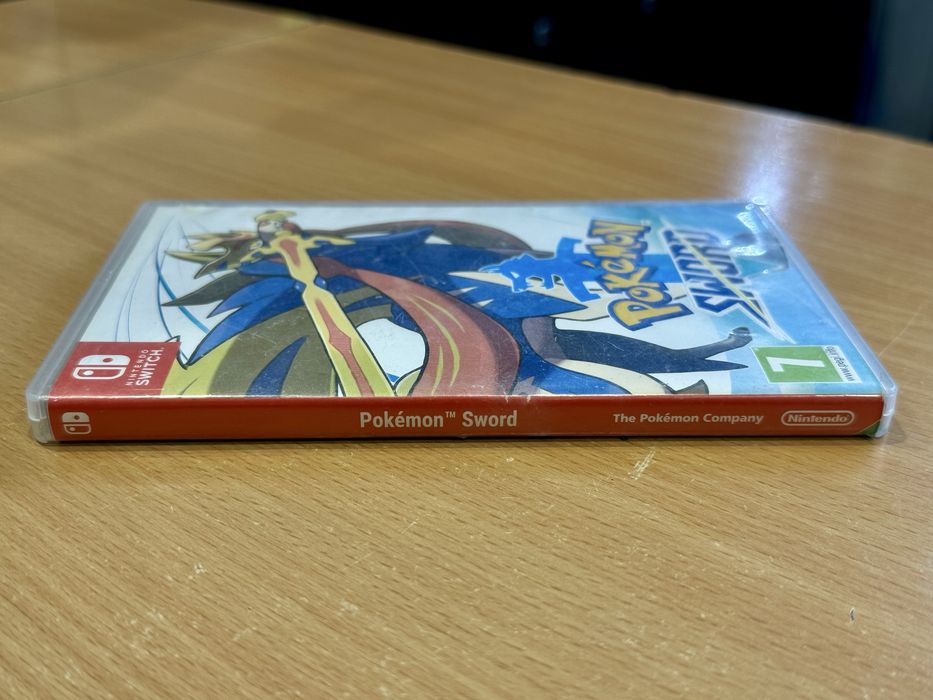 POKÉMON
SWORD
NINTENDO
SWITCH
7
www.pegi.info
Pokémon™ Sword
The Pokémon Company
Nintendo®